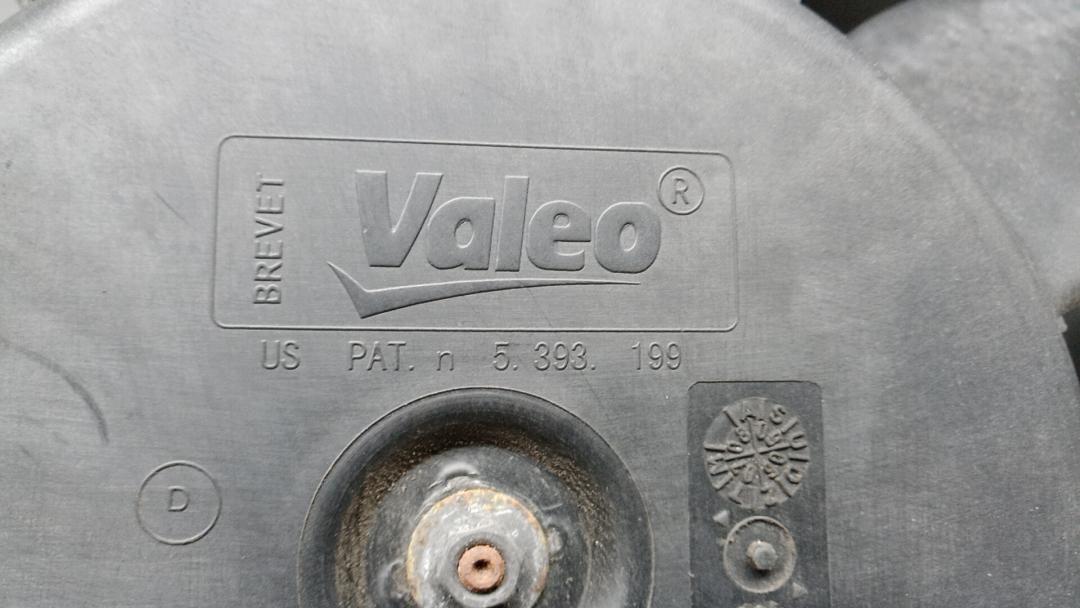 BREVET
Valeo®
US PAT. n 5. 393. 199
D